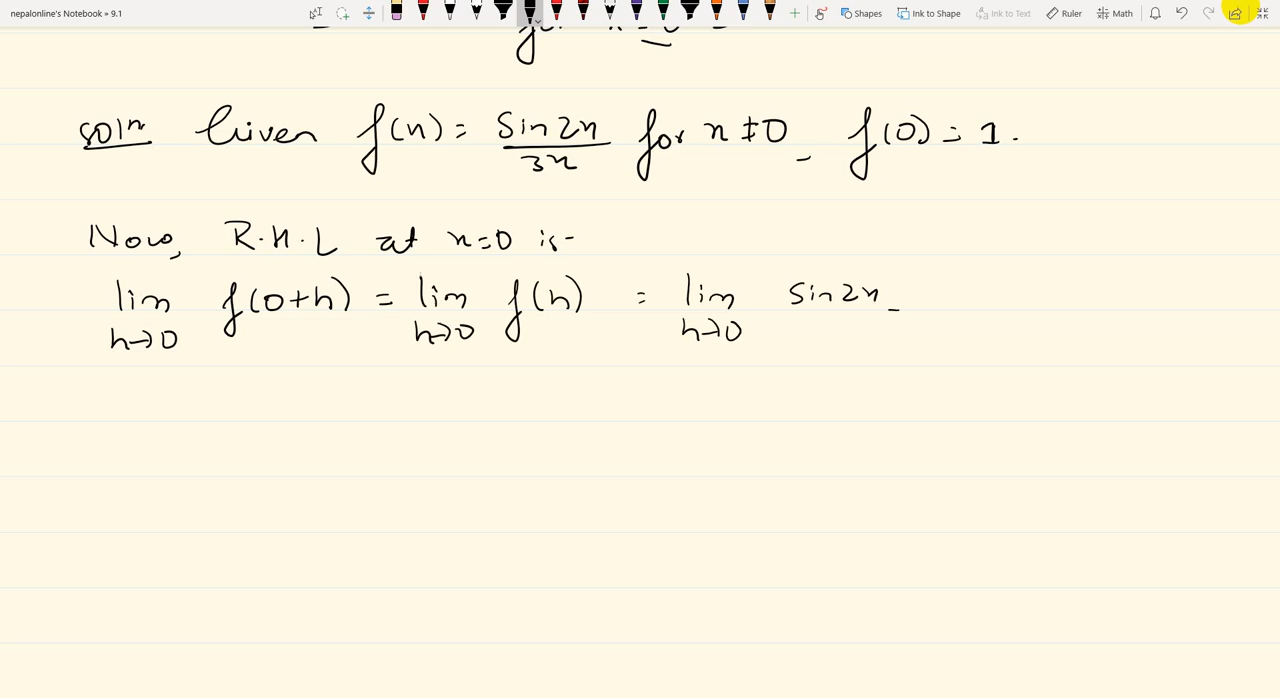 nepalonline's Notebook » 9.1 Shapes Ink to Shape Ink to Text Ruler Math
soln Given f(x) = sin2x/3x for x ≠ 0, f(0) = 1.
Now, R.H.L at x=0 is-
lim h→0 f(0+h) = lim h→0 f(h) = lim h→0 sin2x